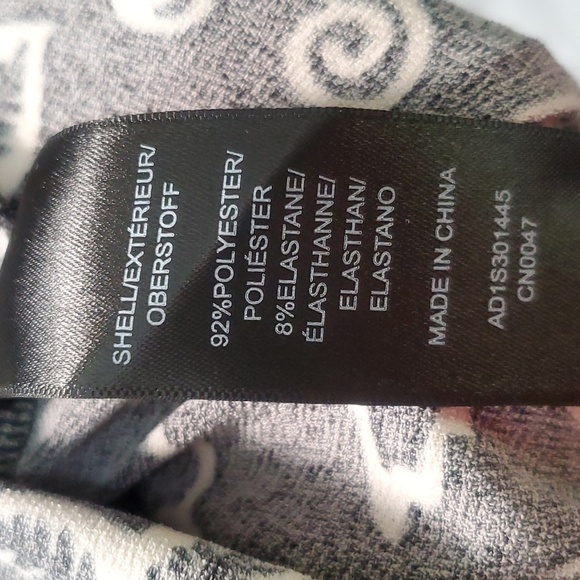 SHELL/EXTÉRIEUR/
OBERSTOFF
92%POLYESTER/
POLIÉSTER
8%ELASTANE/
ÉLASTHANNE/
ELASTHAN/
ELASTANO
MADE IN CHINA
AD1S301445
CN0047